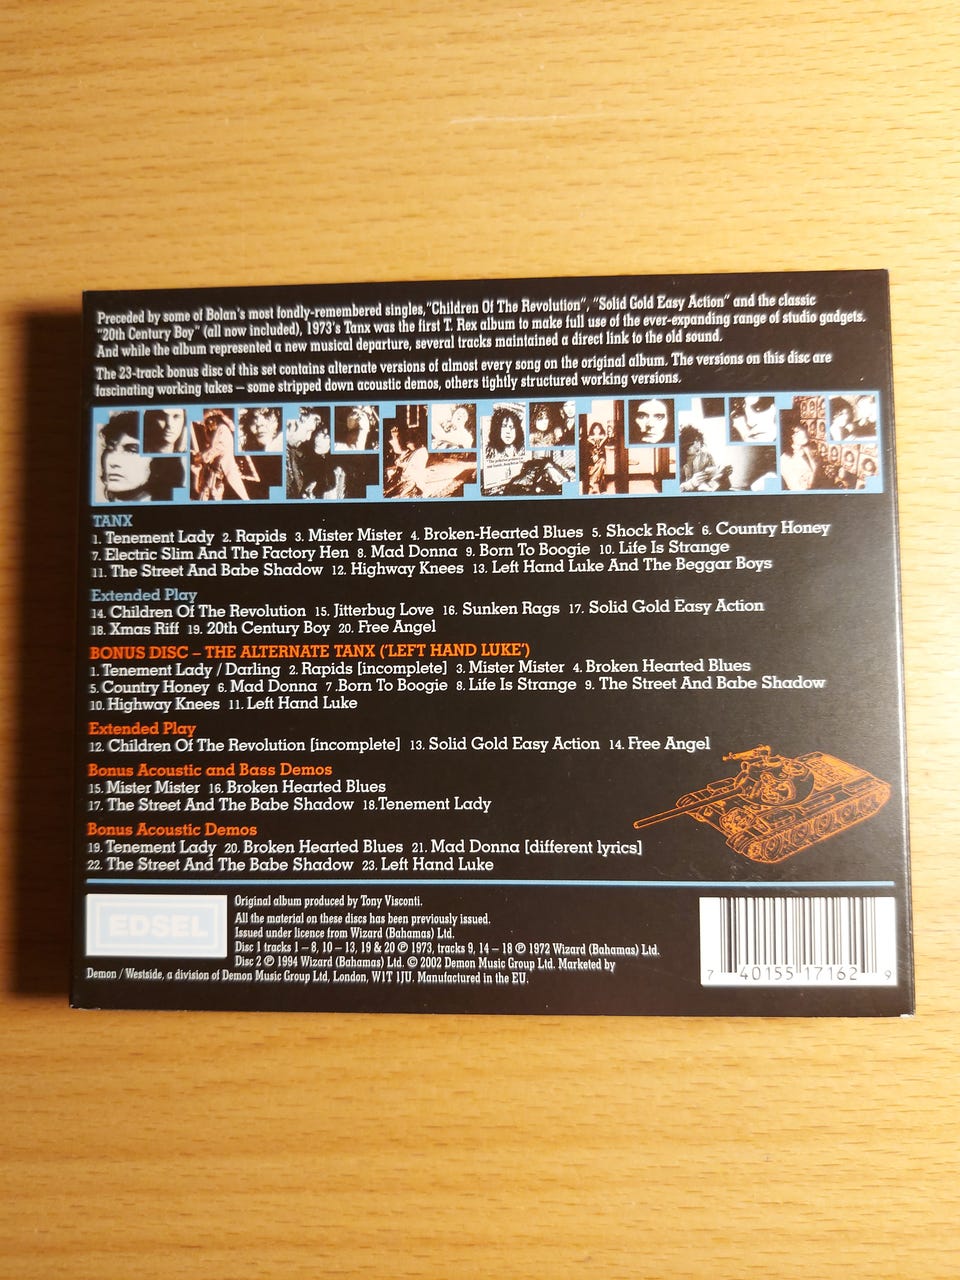 Preceded by some of Bolan's most fondly-remembered singles,"Children Of The Revolution", "Solid Gold Easy Action" and the classic
"20th Century Boy" (all now included), 1973's Tanx was the first T. Rex album to make full use of the ever-expanding range of studio gadgets.
And while the album represented a new musical departure, several tracks maintained a direct link to the old sound.
The 23-track bonus disc of this set contains alternate versions of almost every song on the original album. The versions on this disc are
fascinating working takes – some stripped down acoustic demos, others tightly structured working versions.
TANX
1. Tenement Lady 2. Rapids 3. Mister Mister 4. Broken-Hearted Blues 5. Shock Rock 6. Country Honey
7. Electric Slim And The Factory Hen 8. Mad Donna 9. Born To Boogie 10. Life Is Strange
11. The Street And Babe Shadow 12. Highway Knees 13. Left Hand Luke And The Beggar Boys
Extended Play
14. Children Of The Revolution 15. Jitterbug Love 16. Sunken Rags 17. Solid Gold Easy Action
18. Xmas Riff 19. 20th Century Boy 20. Free Angel
BONUS DISC – THE ALTERNATE TANX ('LEFT HAND LUKE')
1. Tenement Lady / Darling 2. Rapids [incomplete] 3. Mister Mister 4. Broken Hearted Blues
5. Country Honey 6. Mad Donna 7 .Born To Boogie 8. Life Is Strange 9. The Street And Babe Shadow
10. Highway Knees 11. Left Hand Luke
Extended Play
12. Children Of The Revolution [incomplete] 13. Solid Gold Easy Action 14. Free Angel
Bonus Acoustic and Bass Demos
15. Mister Mister 16. Broken Hearted Blues
17. The Street And The Babe Shadow 18.Tenement Lady
Bonus Acoustic Demos
19. Tenement Lady 20. Broken Hearted Blues 21. Mad Donna [different lyrics]
22. The Street And The Babe Shadow 23. Left Hand Luke
EDSEL
Original album produced by Tony Visconti.
All the material on these discs has been previously issued.
Issued under licence from Wizard (Bahamas) Ltd.
Disc 1 tracks 1 – 8, 10 – 13, 19 & 20 ℗ 1973, tracks 9, 14 – 18 ℗ 1972 Wizard (Bahamas) Ltd.
Disc 2 ℗ 1994 Wizard (Bahamas) Ltd. © 2002 Demon Music Group Ltd. Marketed by
Demon / Westside, a division of Demon Music Group Ltd, London, W1T 1JU. Manufactured in the EU.
7 40155 17162 9